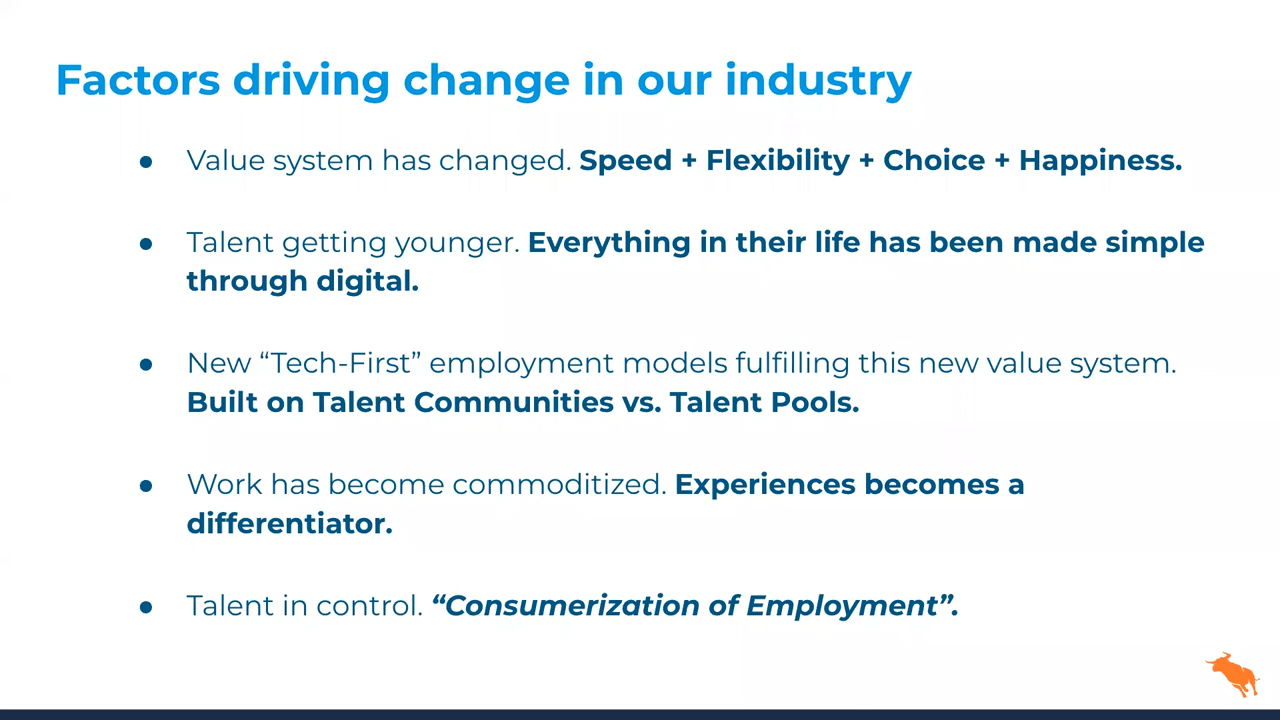 Factors driving change in our industry
● Value system has changed. Speed + Flexibility + Choice + Happiness.
● Talent getting younger. Everything in their life has been made simple
through digital.
● New “Tech-First” employment models fulfilling this new value system.
Built on Talent Communities vs. Talent Pools.
● Work has become commoditized. Experiences becomes a
differentiator.
● Talent in control. “Consumerization of Employment”.